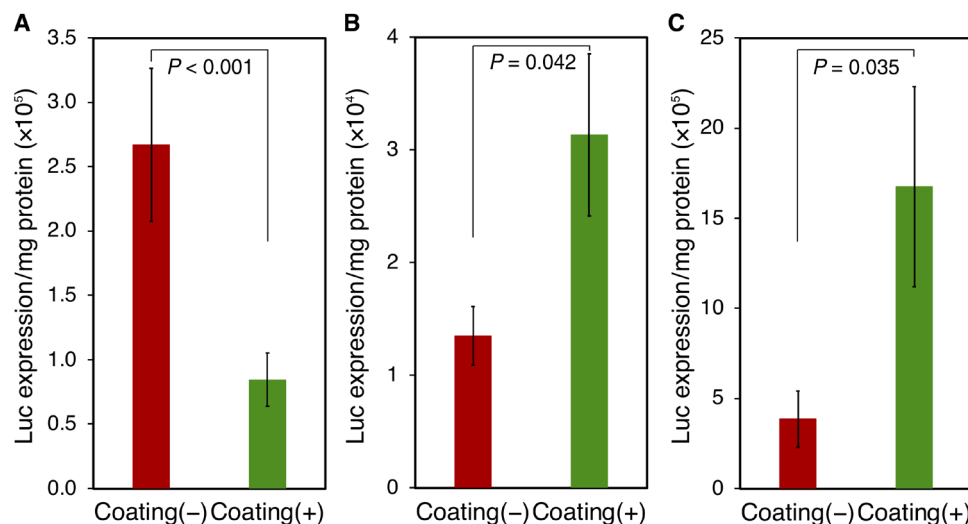 A
Luc expression/mg protein (×10⁵)
3.5
3.0
2.5
2.0
1.5
1.0
0.5
0.0
P < 0.001
Coating(−) Coating(+)
B
Luc expression/mg protein (×10⁴)
4
3
2
1
0
P = 0.042
Coating(−) Coating(+)
C
Luc expression/mg protein (×10⁵)
25
20
15
10
5
0
P = 0.035
Coating(−) Coating(+)